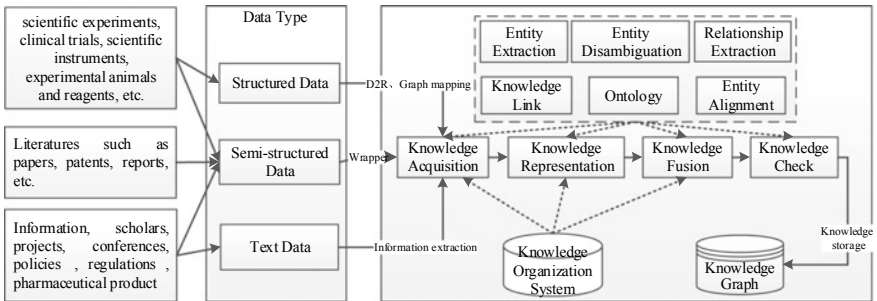 scientific experiments,
clinical trials, scientific
instruments,
experimental animals
and reagents, etc.
Literatures such as
papers, patents, reports,
etc.
Information, scholars,
projects, conferences,
policies , regulations ,
pharmaceutical product
Data Type
Structured Data
Semi-structured
Data
Text Data
D2R、Graph mapping
Wrapper
Information extraction
Entity
Extraction
Entity
Disambiguation
Relationship
Extraction
Knowledge
Link
Ontology
Entity
Alignment
Knowledge
Acquisition
Knowledge
Representation
Knowledge
Fusion
Knowledge
Check
Knowledge
Organization
System
Knowledge
storage
Knowledge
Graph